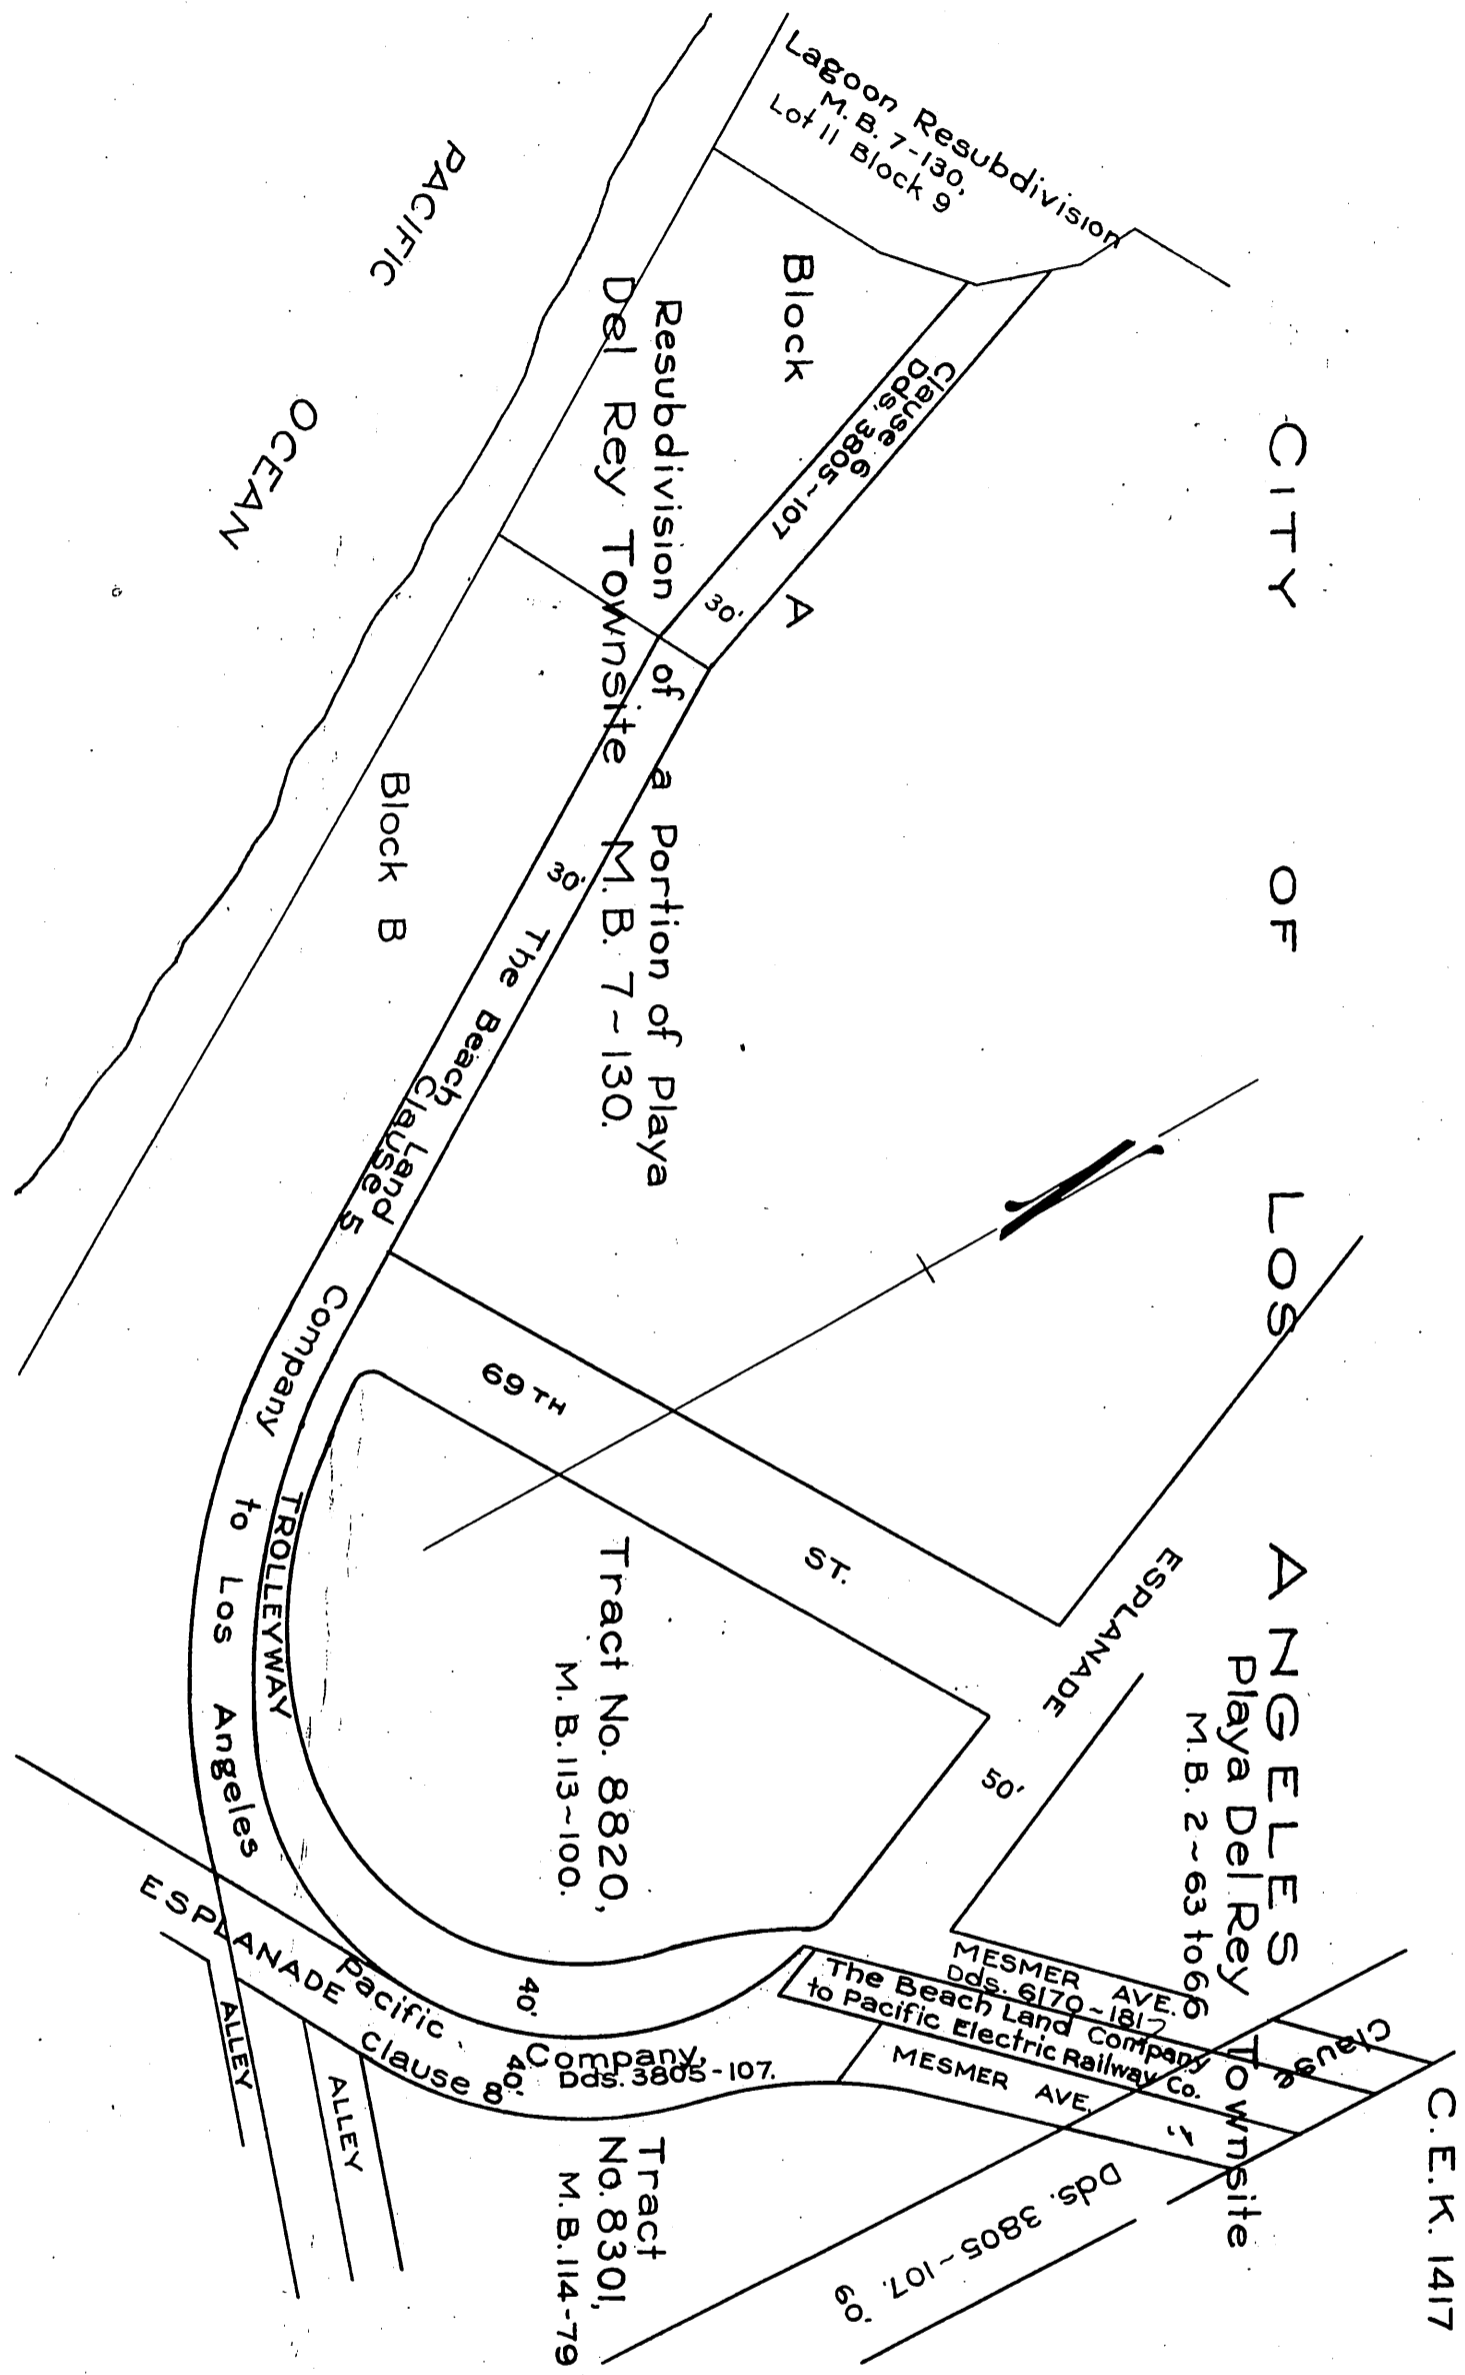 C.E.K. 1417
CITY OF LOS ANGELES
Playa Del Rey Townsite
M.B. 2~63 to 66
Lagoon Resubdivision
M.B. 7-130,
Lot 11 Block 9
Block A
Clause 6
Dds. 3805~107
30'
Resubdivision of a Portion of Playa
Del Rey Townsite M.B. 7~130.
PACIFIC OCEAN
Block B
30'
The Beach Land Company to Los Angeles
Clause 5
Pacific Company,
Dds. 3805-107.
Clause 8
40'
40'
TROLLEYWAY
69TH ST.
ESPLANADE
50'
Tract No. 8820,
M.B. 113~100.
ESPLANADE
ALLEY
ALLEY
Tract
No. 8301,
M.B. 114-79
MESMER AVE.
Dds. 6170~181
The Beach Land Company
to Pacific Electric Railway Co.
MESMER AVE.
Clause
Dds. 3805~107.
60'